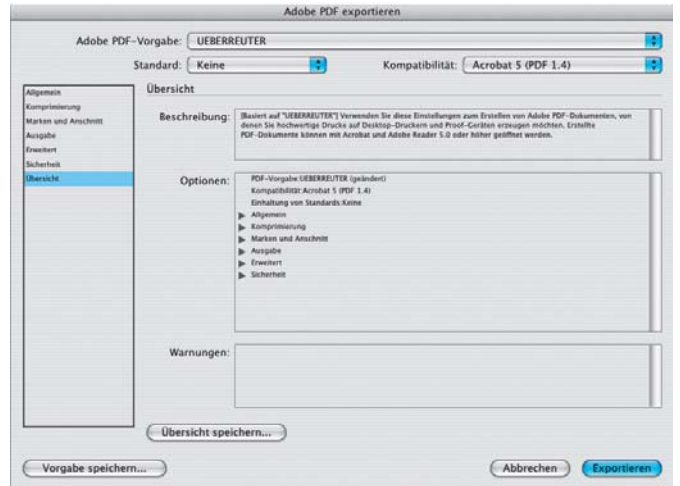 Adobe PDF exportieren
Adobe PDF-Vorgabe: UEBERREUTER
Standard: Keine Kompatibilität: Acrobat 5 (PDF 1.4)
Allgemein
Komprimierung
Marken und Anschnitt
Ausgabe
Erweitert
Sicherheit
Übersicht
Übersicht
Beschreibung: [Basiert auf "UEBERREUTER"] Verwenden Sie diese Einstellungen zum Erstellen von Adobe PDF-Dokumenten, von
denen Sie hochwertige Drucke auf Desktop-Druckern und Proof-Geräten erzeugen möchten. Erstellte
PDF-Dokumente können mit Acrobat und Adobe Reader 5.0 oder höher geöffnet werden.
Optionen: PDF-Vorgabe:UEBERREUTER (geändert)
Kompatibilität:Acrobat 5 (PDF 1.4)
Einhaltung von Standards:Keine
Allgemein
Komprimierung
Marken und Anschnitt
Ausgabe
Erweitert
Sicherheit
Warnungen:
Übersicht speichern...
Vorgabe speichern... Abbrechen Exportieren